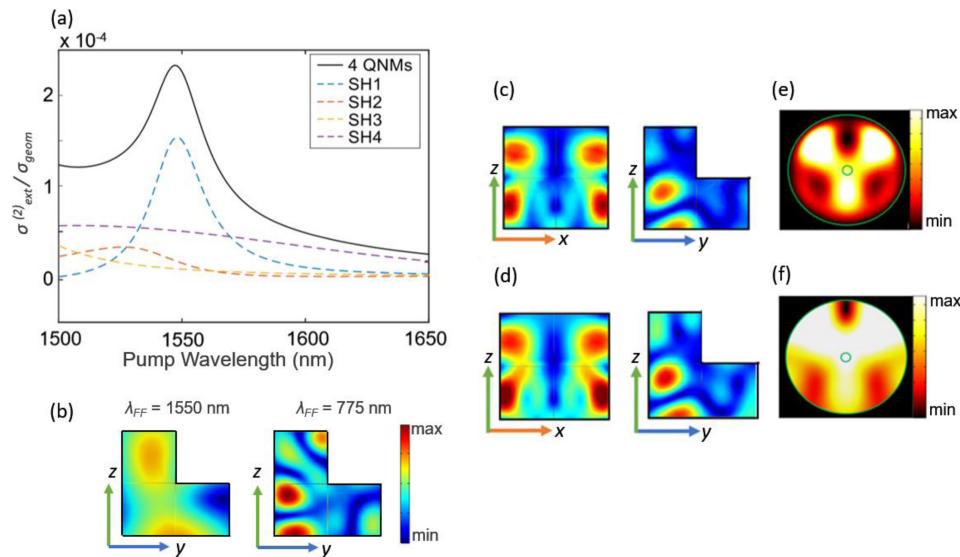 (a)
x 10⁻⁴
2
1
0
σ⁽²⁾ext/ σgeom
4 QNMs
SH1
SH2
SH3
SH4
1500 1550 1600 1650
Pump Wavelength (nm)
(b)
λFF = 1550 nm λFF = 775 nm
z
y
z
y
max
min
(c)
z
x
z
y
(d)
z
x
z
y
(e)
max
min
(f)
max
min